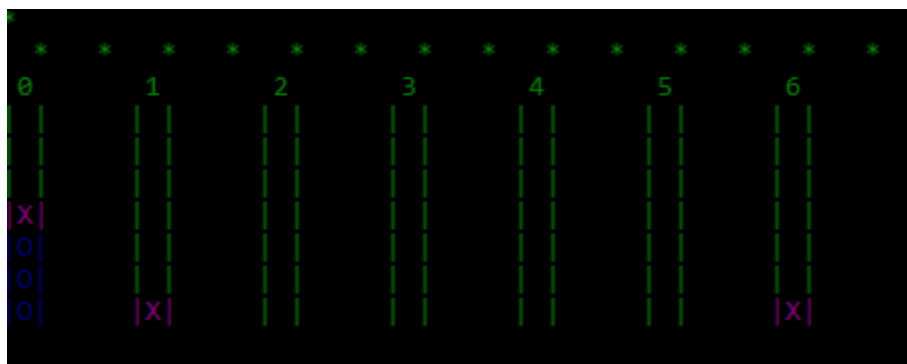 *
* * * * * * * * * * * * * *
0 1 2 3 4 5 6
| | | | | | | | | | | | | |
| | | | | | | | | | | | | |
| | | | | | | | | | | | | |
|X| | | | | | | | | | | | |
|O| | | | | | | | | | | | |
|O| | | | | | | | | | | | |
|O| |X| | | | | | | | | |X|